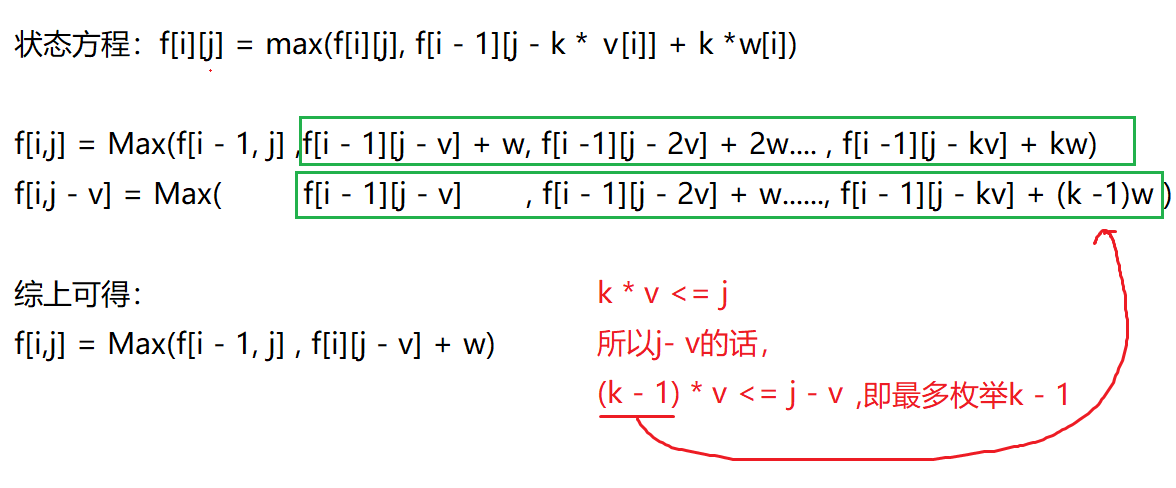 状态方程：f[i][j] = max(f[i][j], f[i - 1][j - k * v[i]] + k *w[i])
f[i,j] = Max(f[i - 1, j] ,f[i - 1][j - v] + w, f[i -1][j - 2v] + 2w.... , f[i -1][j - kv] + kw)
f[i,j - v] = Max( f[i - 1][j - v] , f[i - 1][j - 2v] + w......, f[i - 1][j - kv] + (k -1)w )
综上可得：
f[i,j] = Max(f[i - 1, j] , f[i][j - v] + w)
k * v <= j
所以j- v的话，
(k - 1) * v <= j - v ,即最多枚举k - 1